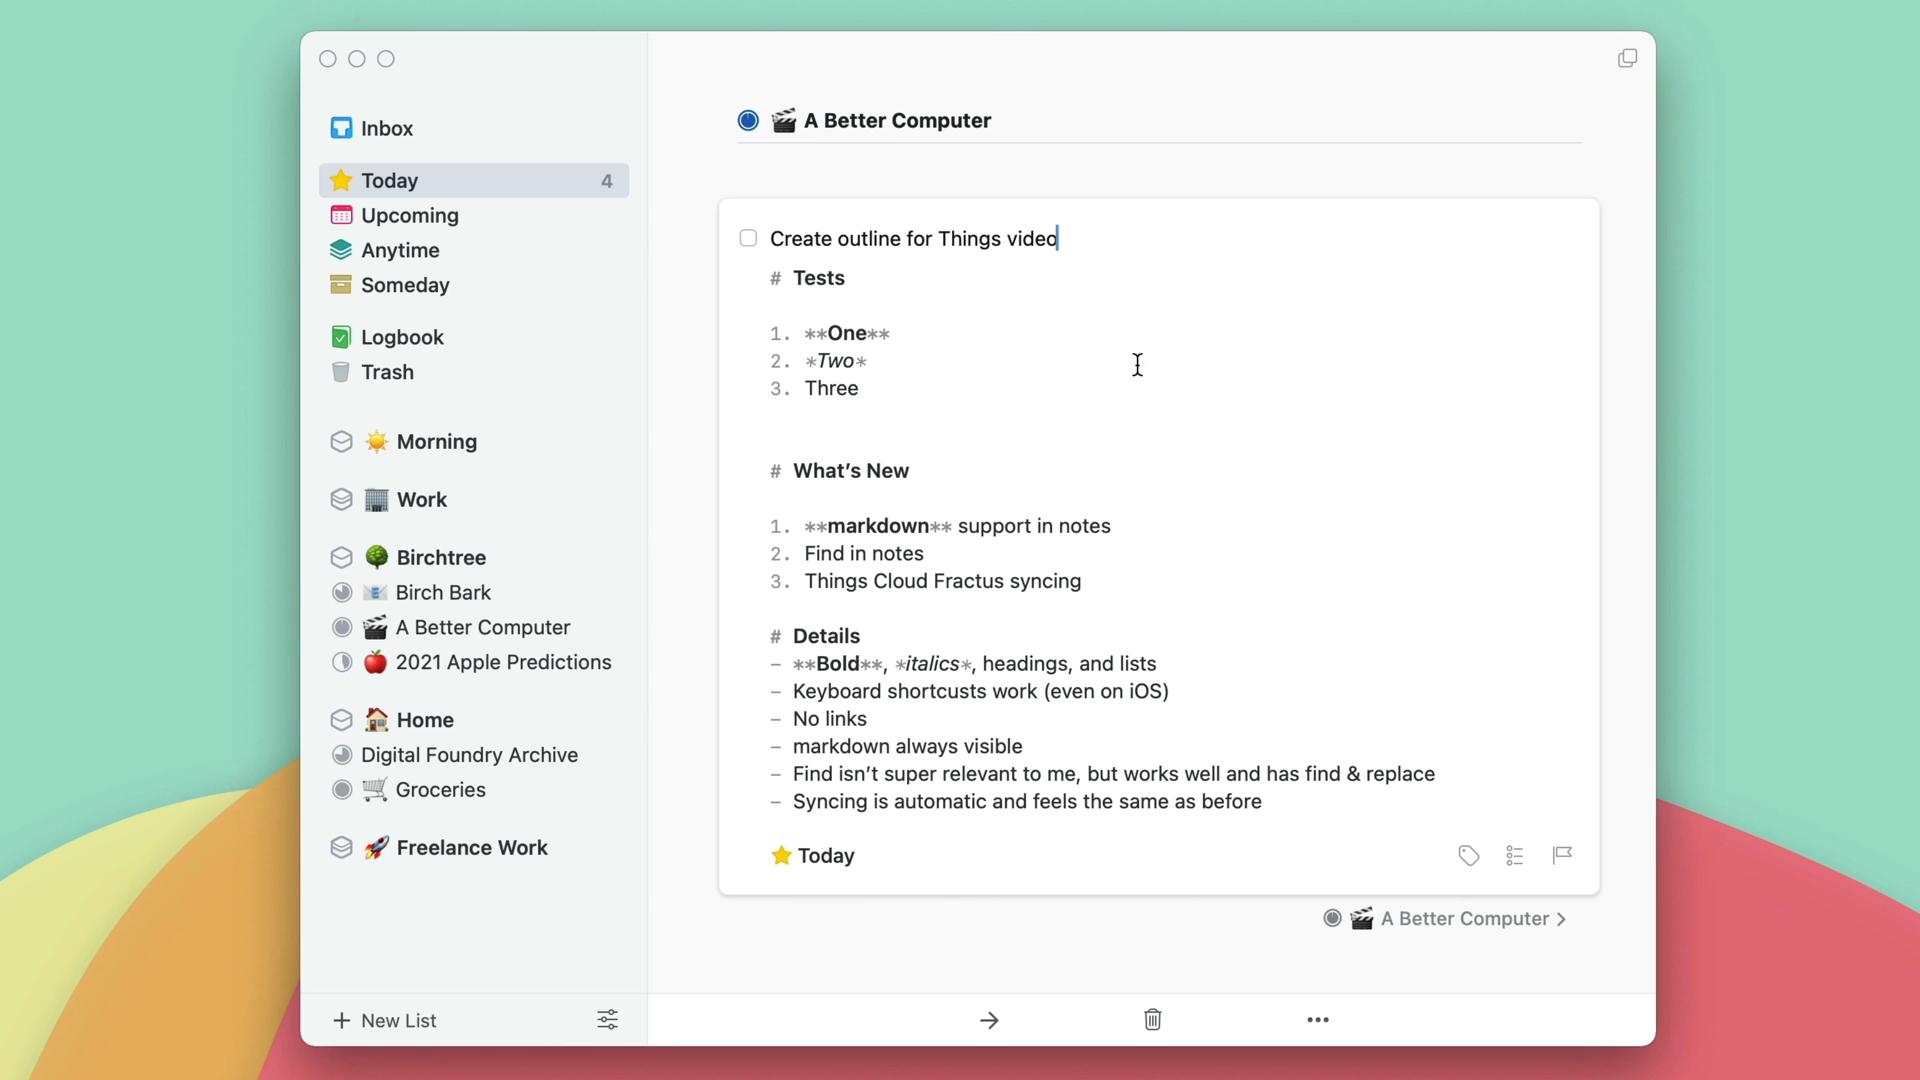 Inbox
Today 4
Upcoming
Anytime
Someday
Logbook
Trash
Morning
Work
Birchtree
Birch Bark
A Better Computer
2021 Apple Predictions
Home
Digital Foundry Archive
Groceries
Freelance Work
+ New List
A Better Computer
Create outline for Things video
# Tests
1. **One**
2. *Two*
3. Three
# What's New
1. **markdown** support in notes
2. Find in notes
3. Things Cloud Fractus syncing
# Details
- **Bold**, *italics*, headings, and lists
- Keyboard shortcusts work (even on iOS)
- No links
- markdown always visible
- Find isn't super relevant to me, but works well and has find & replace
- Syncing is automatic and feels the same as before
Today
A Better Computer >